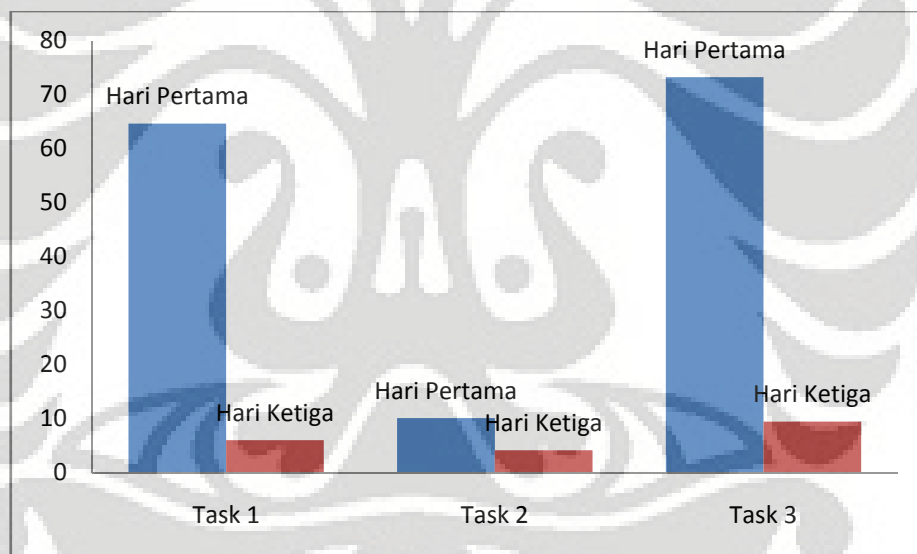 80
70
60
50
40
30
20
10
0
Hari Pertama
Hari Ketiga
Hari Pertama
Hari Ketiga
Hari Pertama
Hari Ketiga
Task 1
Task 2
Task 3